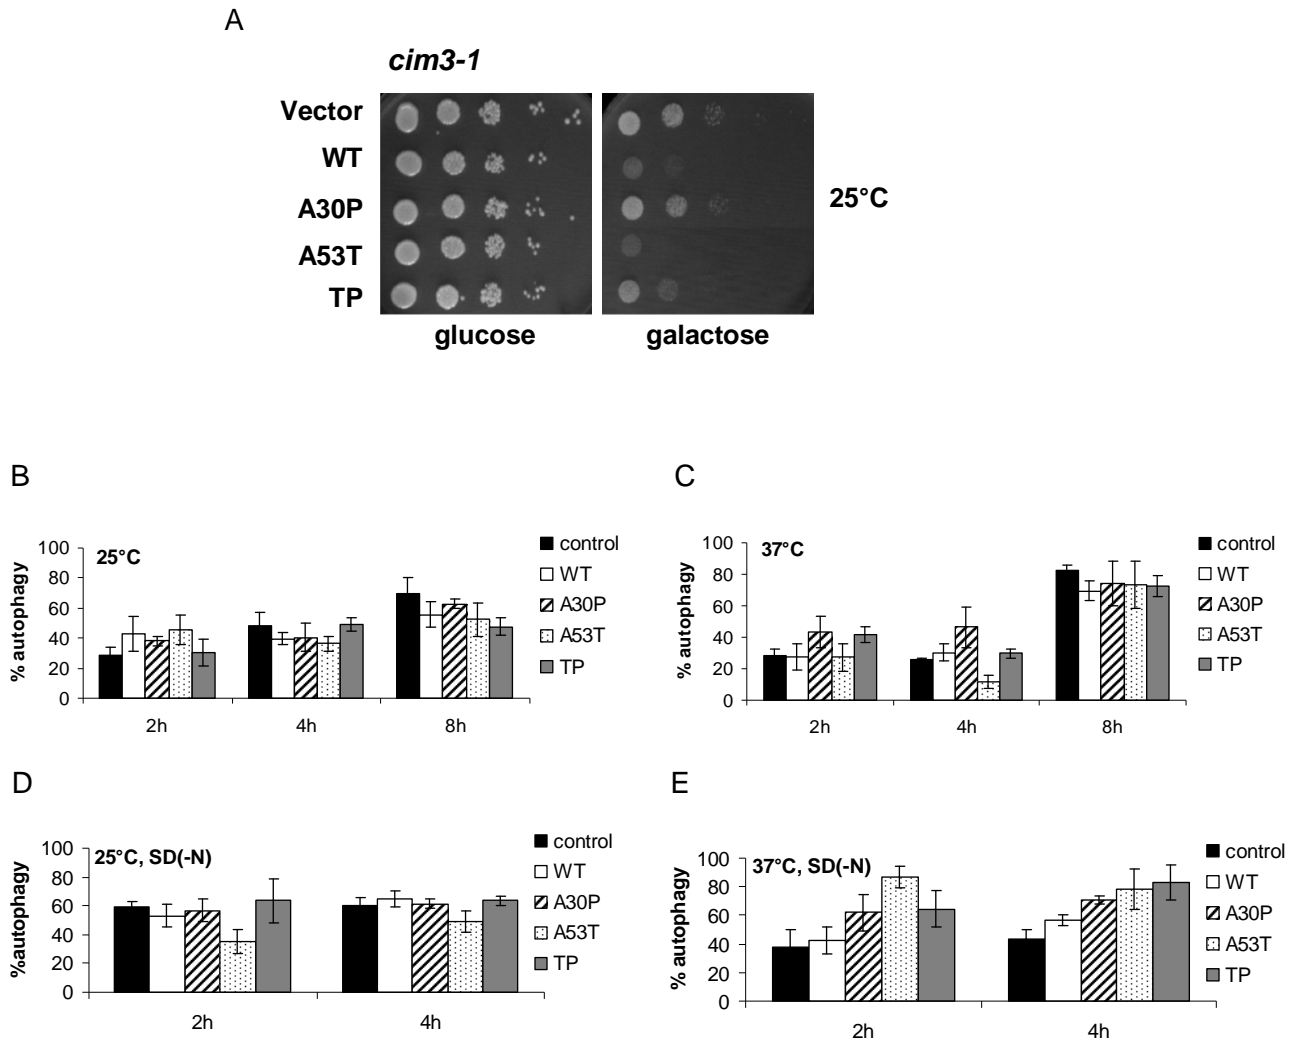 A
cim3-1
Vector
WT
A30P
A53T
TP
25°C
glucose
galactose
B
25°C
% autophagy
100
80
60
40
20
0
2h
4h
8h
control
WT
A30P
A53T
TP
C
37°C
% autophagy
100
80
60
40
20
0
2h
4h
8h
control
WT
A30P
A53T
TP
D
25°C, SD(-N)
%autophagy
100
80
60
40
20
0
2h
4h
control
WT
A30P
A53T
TP
E
37°C, SD(-N)
% autophagy
100
80
60
40
20
0
2h
4h
control
WT
A30P
A53T
TP